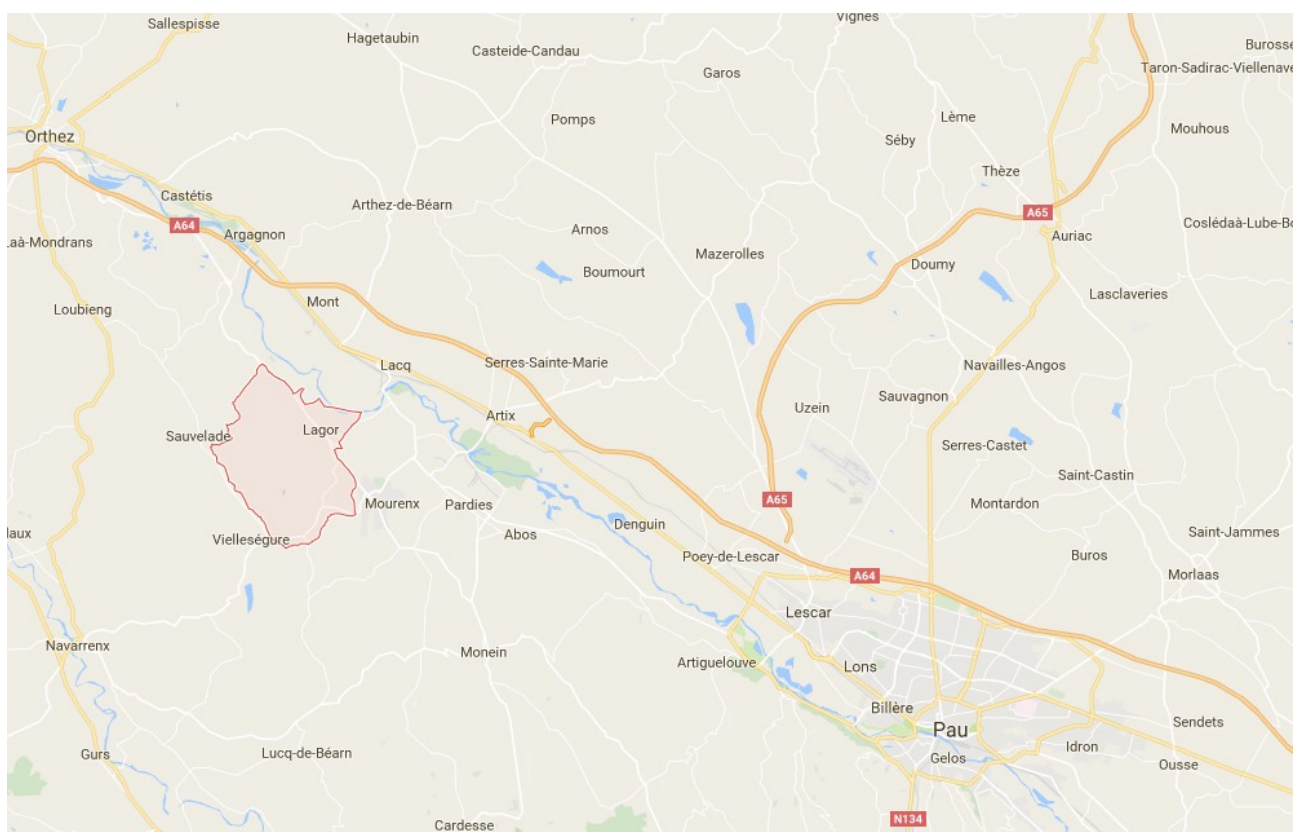 Sallespisse
Vignes
Hagetaubin
Casteide-Candau
Burosse
Garos
Taron-Sadirac-Viellenave
Pomps
Lème
Mouhous
Orthez
Séby
Thèze
Castétis
Arthez-de-Béarn
A65
A64
Arnos
Coslédaà-Lube-Bo
Argagnon
Auriac
Laà-Mondrans
Mazerolles
Boumourt
Doumy
Lasclaveries
Mont
Loubieng
Lacq
Serres-Sainte-Marie
Navailles-Angos
Sauvagnon
Uzein
Artix
Lagor
Sauvelade
Serres-Castet
Saint-Castin
A65
Mourenx
Pardies
Montardon
Denguin
Saint-Jammes
laux
Vielleségure
Abos
Poey-de-Lescar
Buros
A64
Morlaas
Lescar
Navarrenx
Monein
Artiguelouve
Lons
Billère
Sendets
Pau
Idron
Gurs
Lucq-de-Béarn
Gelos
Ousse
N134
Cardesse